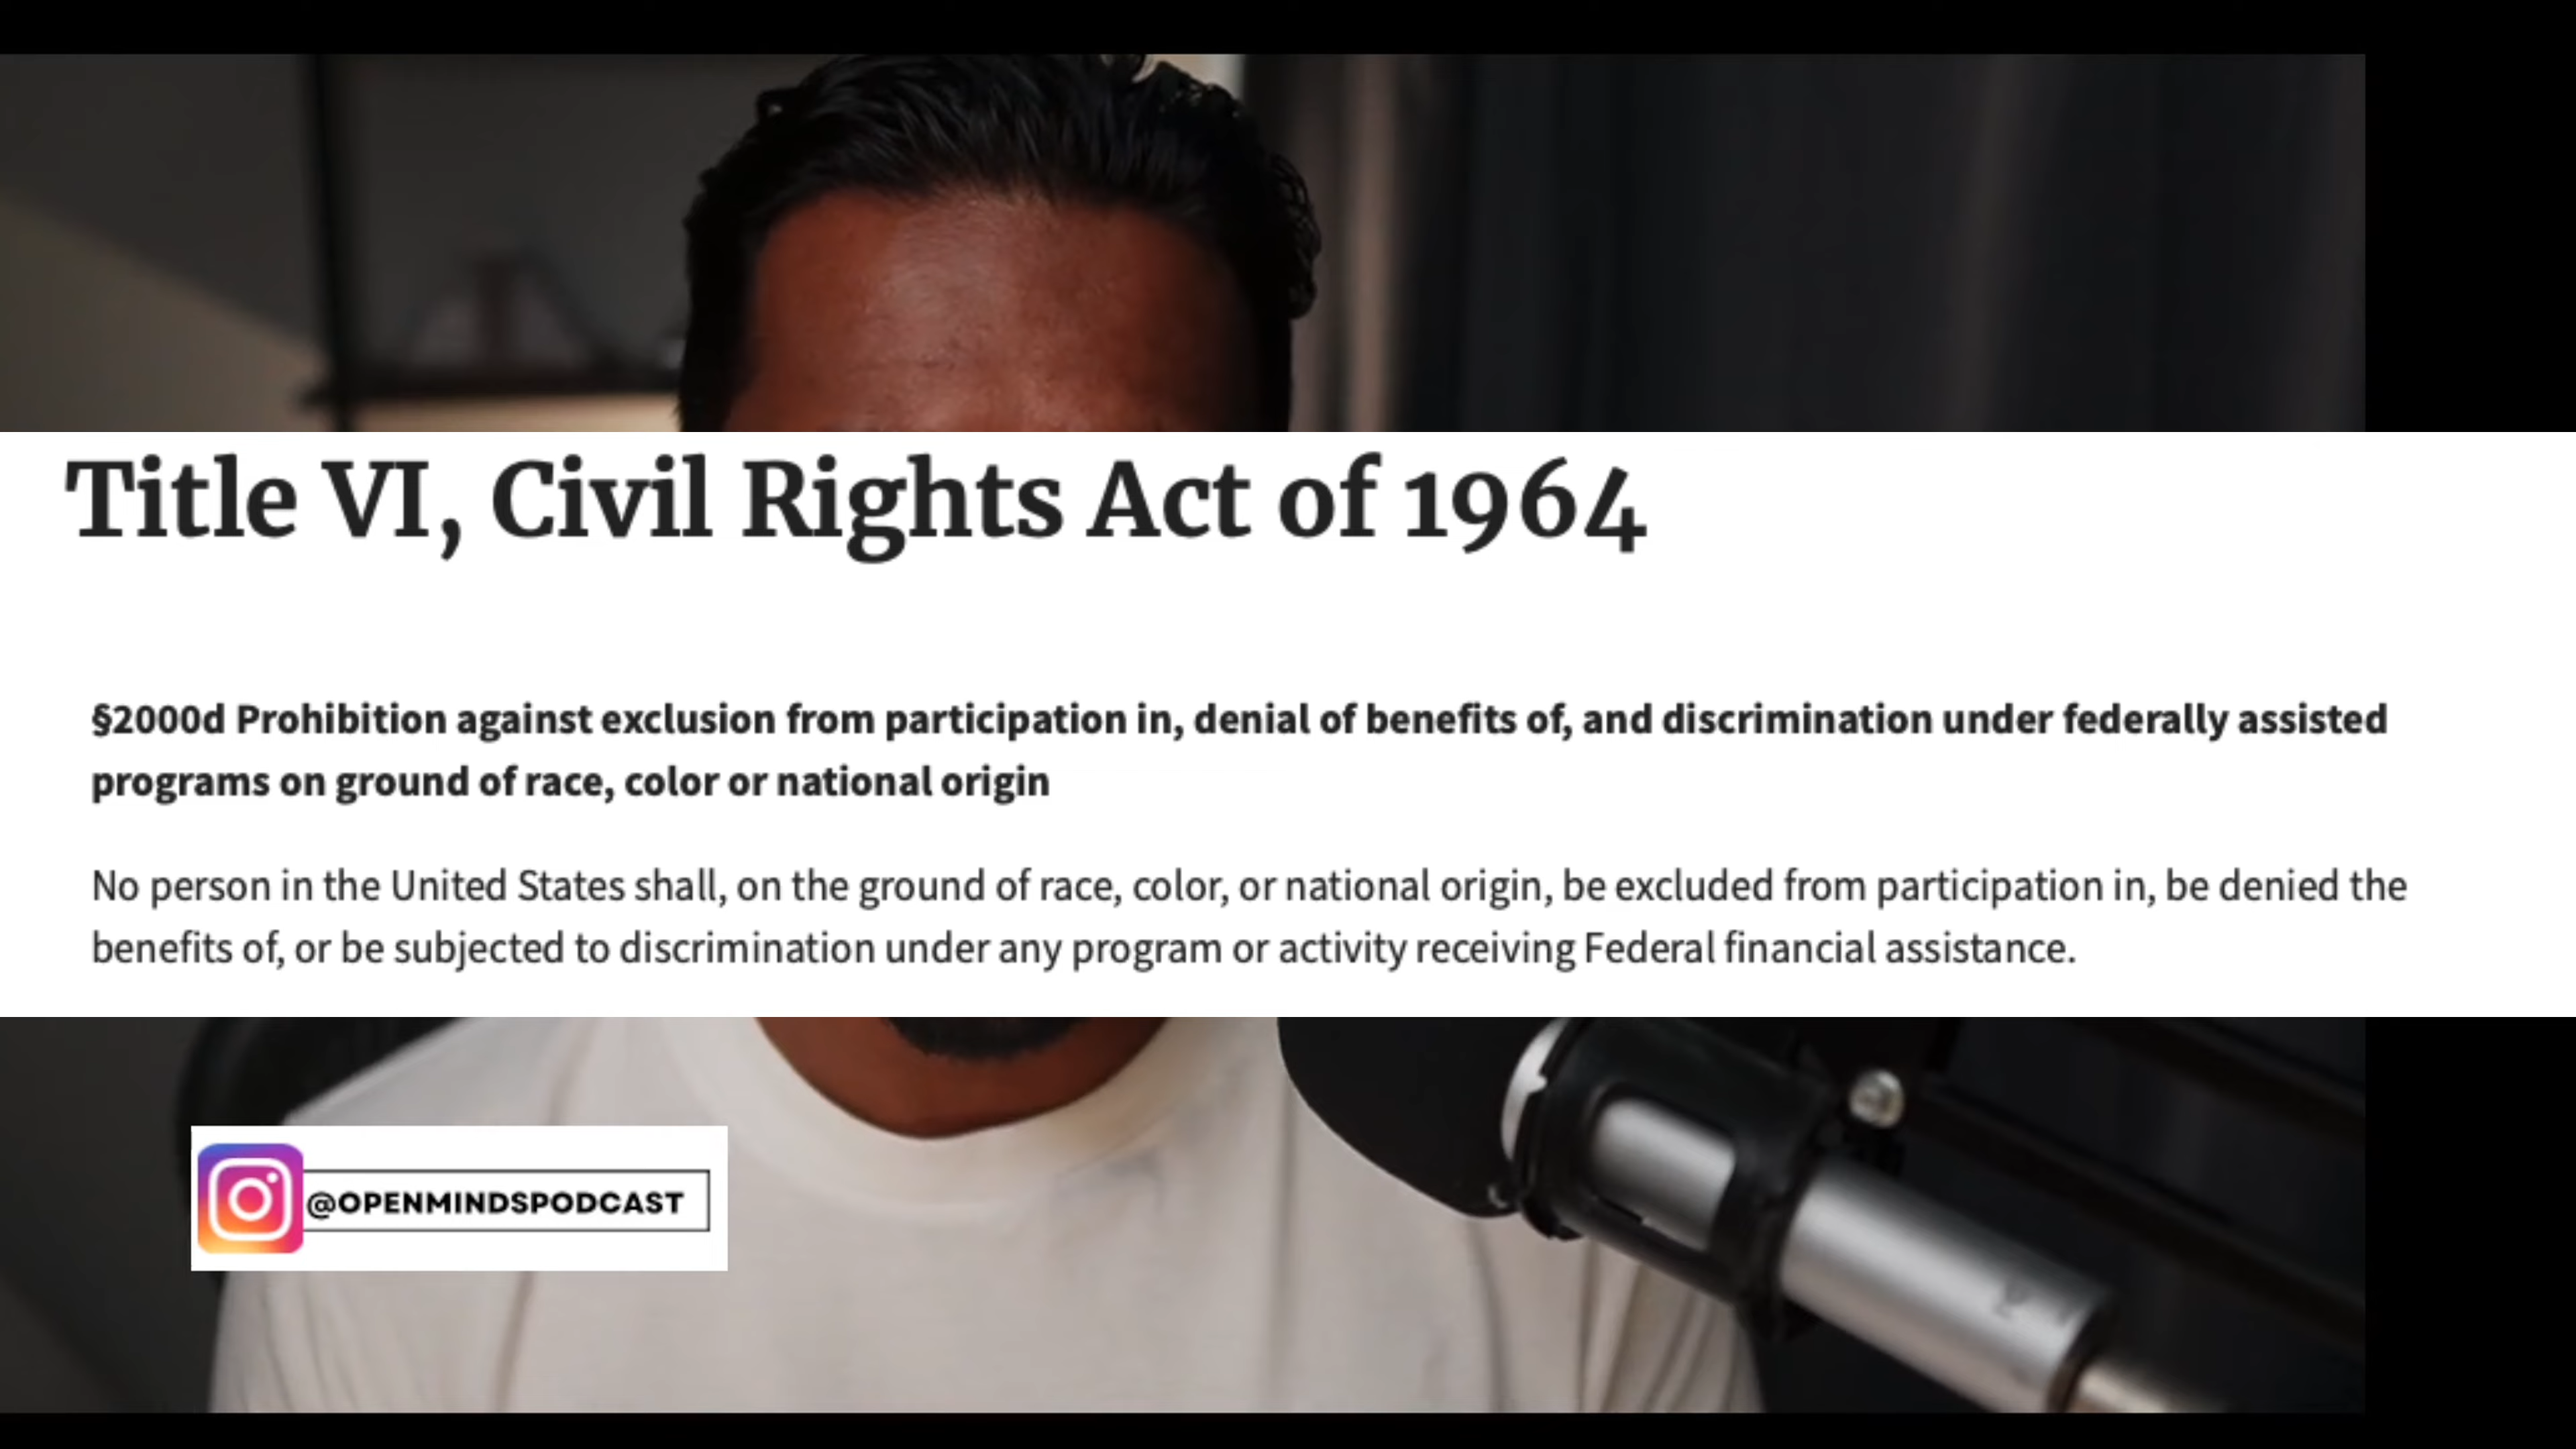 Title VI, Civil Rights Act of 1964
§2000d Prohibition against exclusion from participation in, denial of benefits of, and discrimination under federally assisted
programs on ground of race, color or national origin
No person in the United States shall, on the ground of race, color, or national origin, be excluded from participation in, be denied the
benefits of, or be subjected to discrimination under any program or activity receiving Federal financial assistance.
@OPENMINDSPODCAST